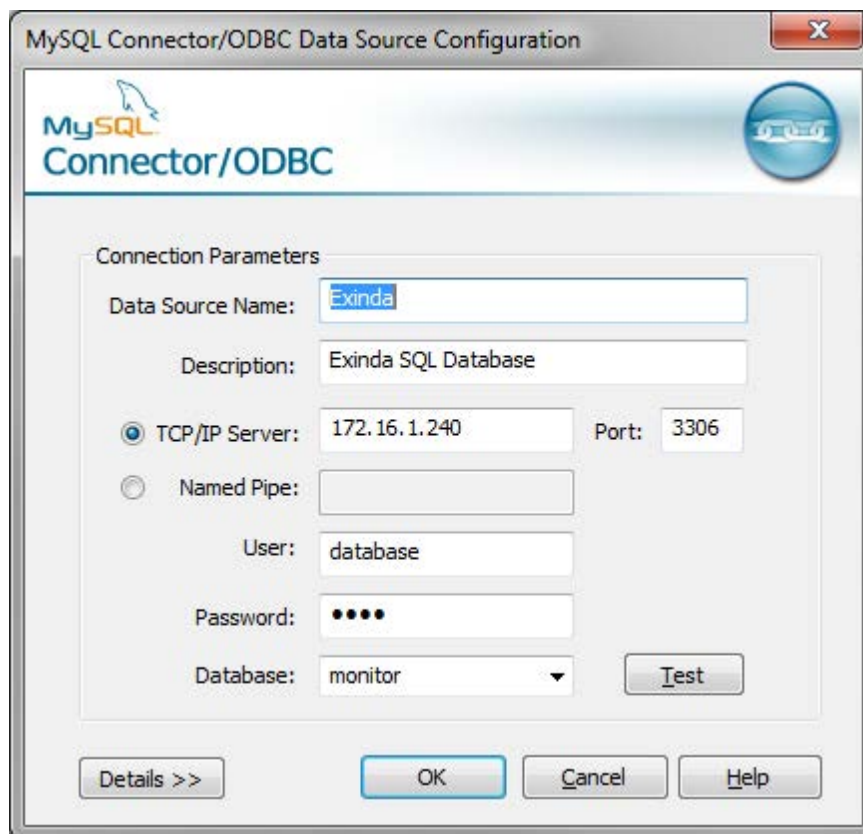 MySQL Connector/ODBC Data Source Configuration
MySQL
Connector/ODBC
Connection Parameters
Data Source Name: Exinda
Description: Exinda SQL Database
TCP/IP Server: 172.16.1.240 Port: 3306
Named Pipe:
User: database
Password: ••••
Database: monitor Test
Details >> OK Cancel Help